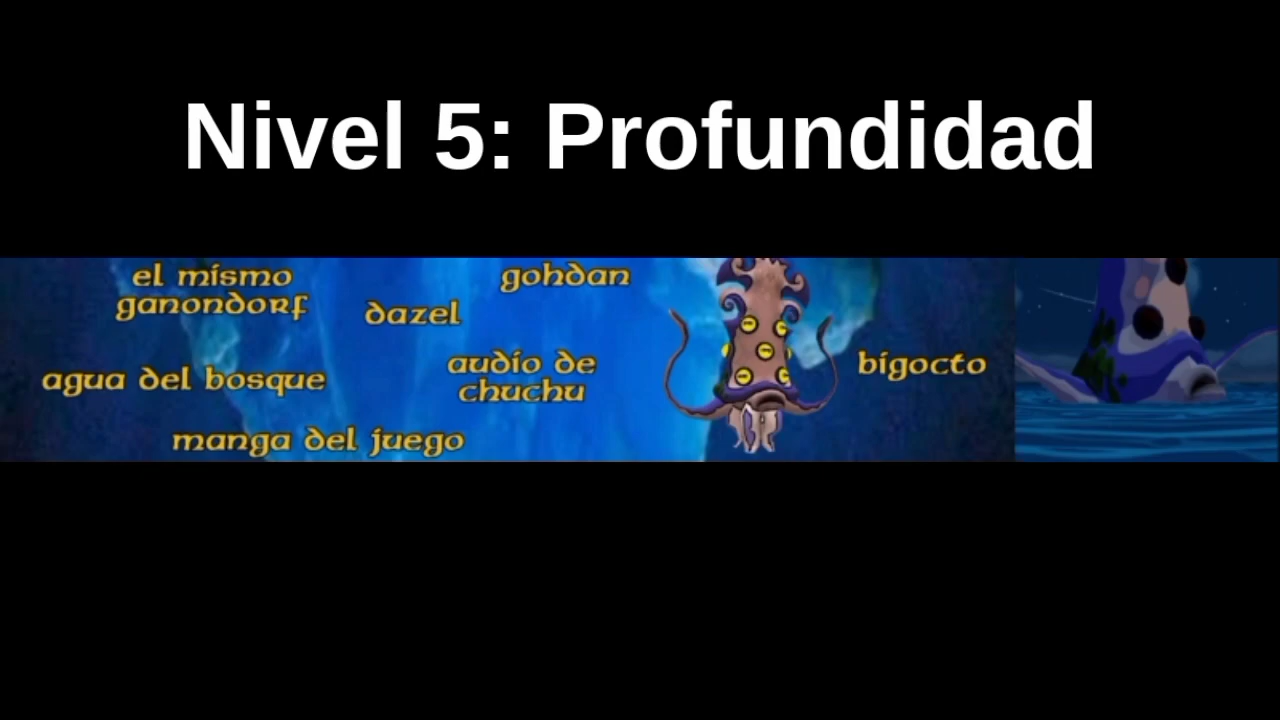 Nivel 5: Profundidad
el mismo
ganondorf
gohdan
dazel
agua del bosque
audio de
chuchu
bigocto
manga del juego